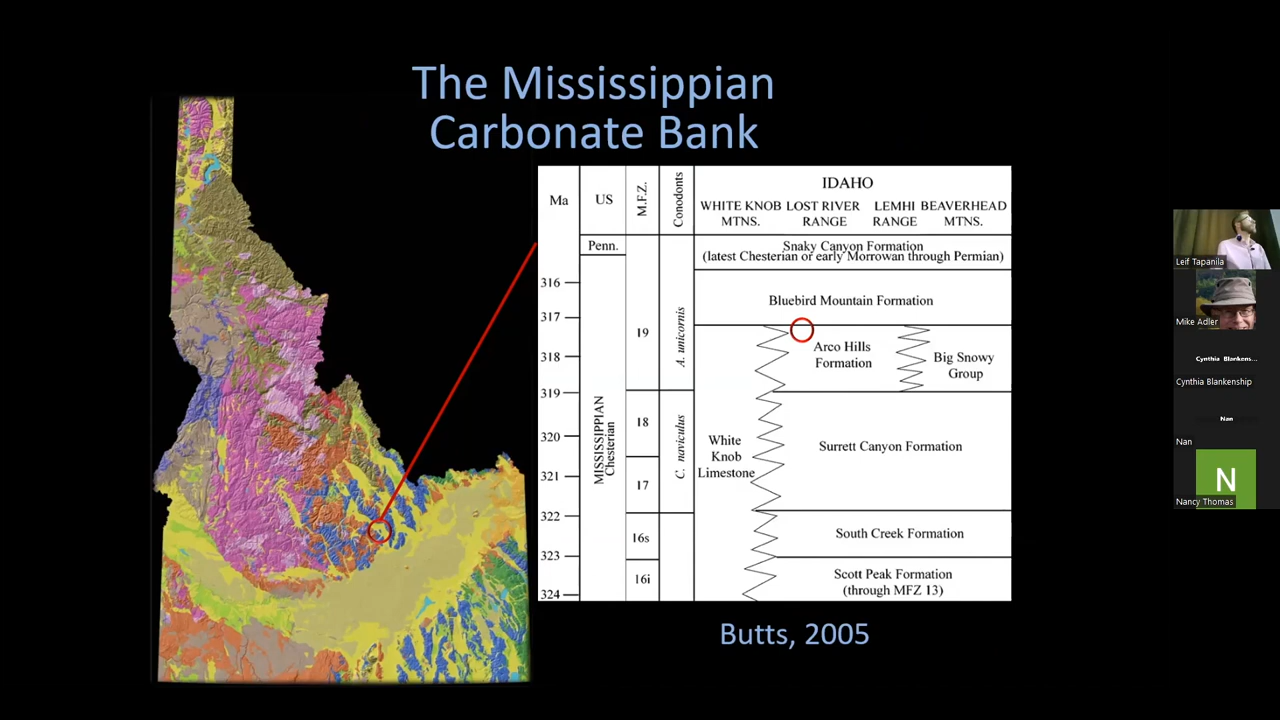 The Mississippian
Carbonate Bank
Ma
US
M.F.Z.
Conodonts
IDAHO
WHITE KNOB MTNS.
LOST RIVER RANGE
LEMHI RANGE
BEAVERHEAD MTNS.
Penn.
Snaky Canyon Formation
(latest Chesterian or early Morrowan through Permian)
316
Bluebird Mountain Formation
317
19
A. unicornis
Arco Hills
Formation
318
Big Snowy
Group
319
MISSISSIPPIAN
Chesterian
18
C. naviculus
320
White
Knob
Limestone
Surrett Canyon Formation
321
17
322
16s
South Creek Formation
323
16i
Scott Peak Formation
(through MFZ 13)
324
Butts, 2005
Leif Tapanila
Mike Adler
Cynthia Blankens...
Cynthia Blankenship
Nan
Nan
N
Nancy Thomas